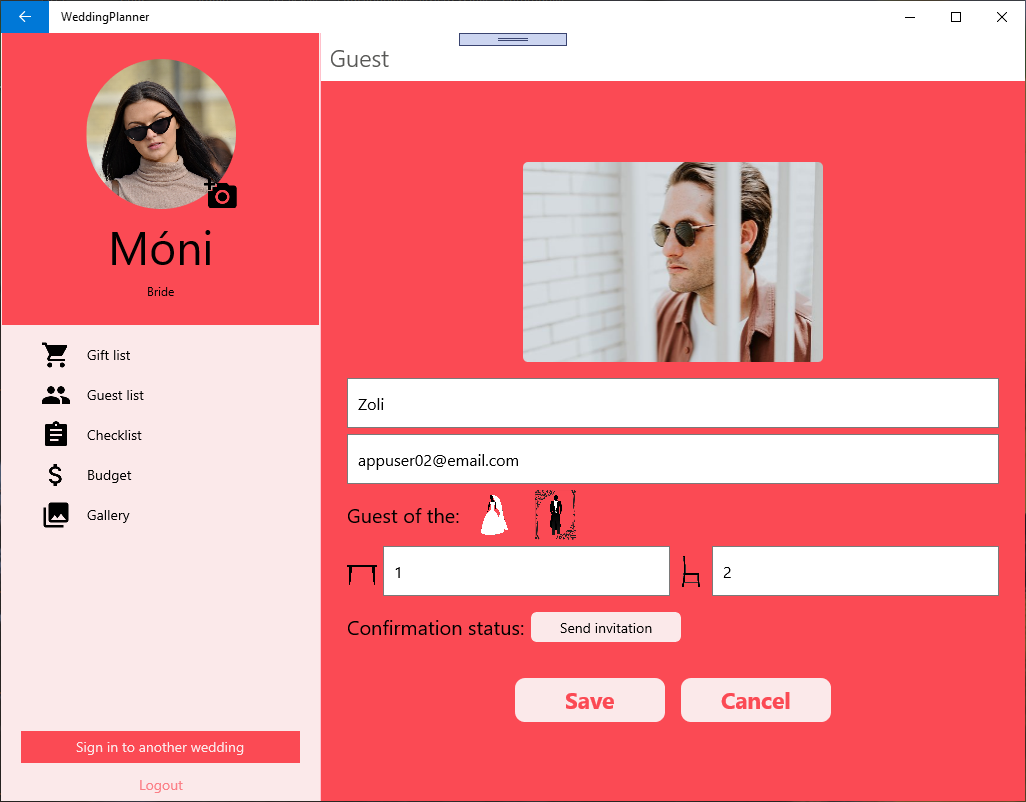 WeddingPlanner
Móni
Bride
Gift list
Guest list
Checklist
Budget
Gallery
Sign in to another wedding
Logout
Guest
Zoli
appuser02@email.com
Guest of the:
1
2
Confirmation status:
Send invitation
Save
Cancel